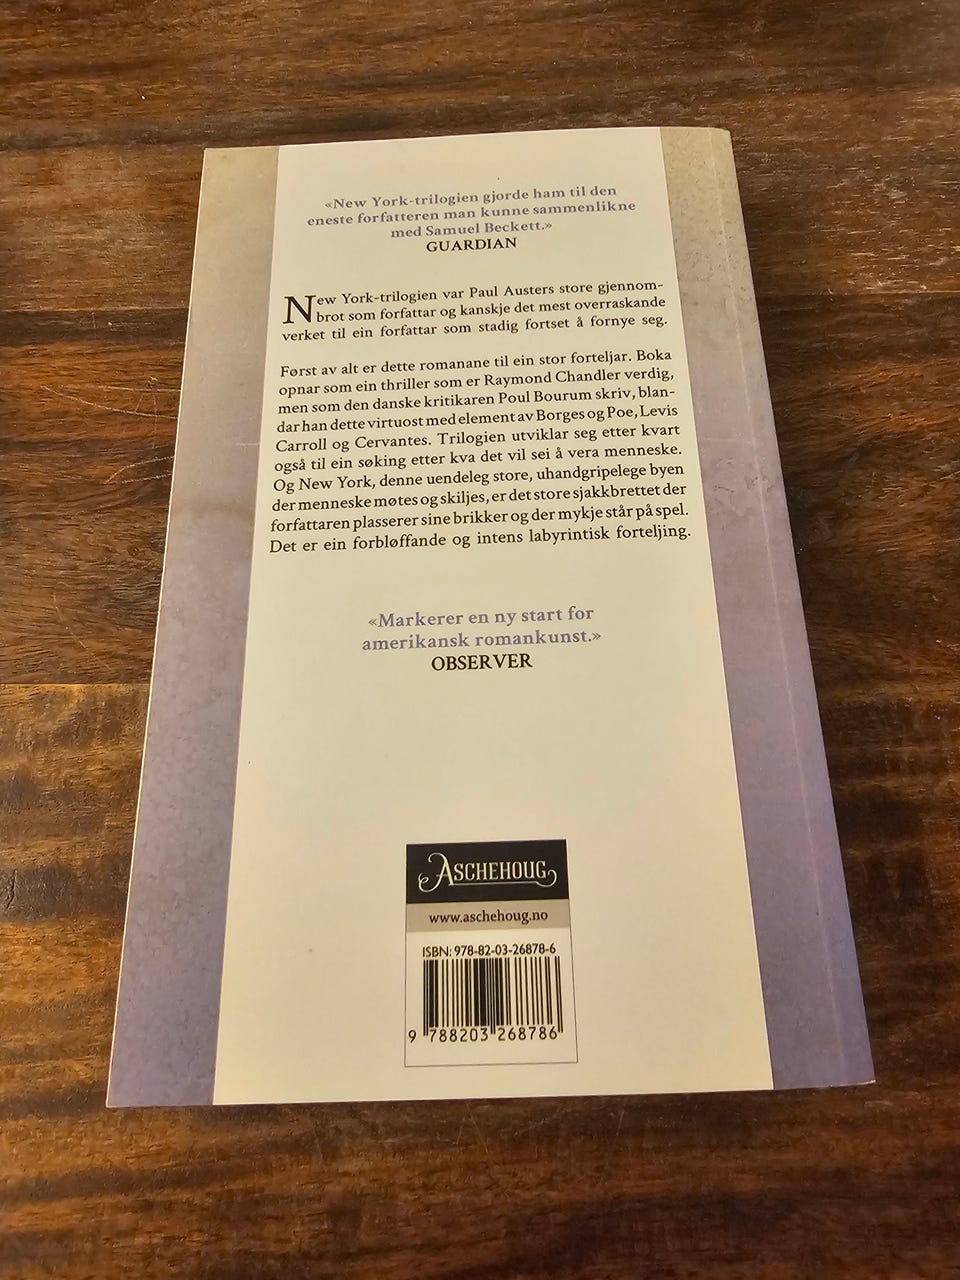 «New York-trilogien gjorde ham til den
eneste forfatteren man kunne sammenlikne
med Samuel Beckett.»
GUARDIAN
New York-trilogien var Paul Austers store gjennom-
brot som forfattar og kanskje det mest overraskande
verket til ein forfattar som stadig fortset å fornye seg.
Først av alt er dette romanane til ein stor forteljar. Boka
opnar som ein thriller som er Raymond Chandler verdig,
men som den danske kritikaren Poul Bourum skriv, blan-
dar han dette virtuost med element av Borges og Poe, Levis
Carroll og Cervantes. Trilogien utviklar seg etter kvart
også til ein søking etter kva det vil sei å vera menneske.
Og New York, denne uendeleg store, uhandgripelege byen
der menneske møtes og skiljes, er det store sjakkbrettet der
forfattaren plasserer sine brikker og der mykje står på spel.
Det er ein forbløffande og intens labyrintisk forteljing.
«Markerer en ny start for
amerikansk romankunst.»
OBSERVER
ASCHEHOUG
www.aschehoug.no
ISBN: 978-82-03-26878-6
9 788203 268786